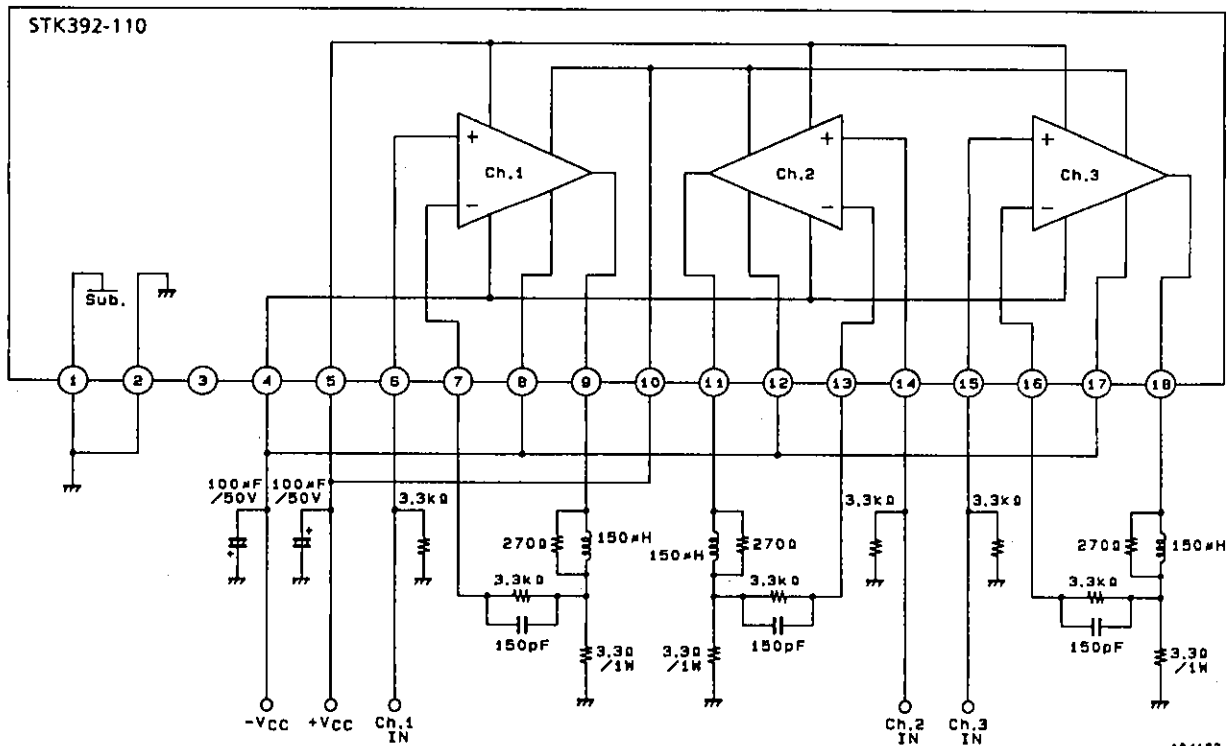 STK392-110
+ Ch.1 −
+ Ch.2 −
+ Ch.3 −
Sub.
1 2 3 4 5 6 7 8 9 10 11 12 13 14 15 16 17 18
100μF /50V
100μF /50V
3.3kΩ
270Ω
150μH
150μH
270Ω
3.3kΩ
3.3kΩ
270Ω
150μH
3.3kΩ
150pF
3.3kΩ
150pF
3.3kΩ
150pF
3.3Ω /1W
3.3Ω /1W
3.3Ω /1W
-VCC
+VCC
Ch.1 IN
Ch.2 IN
Ch.3 IN